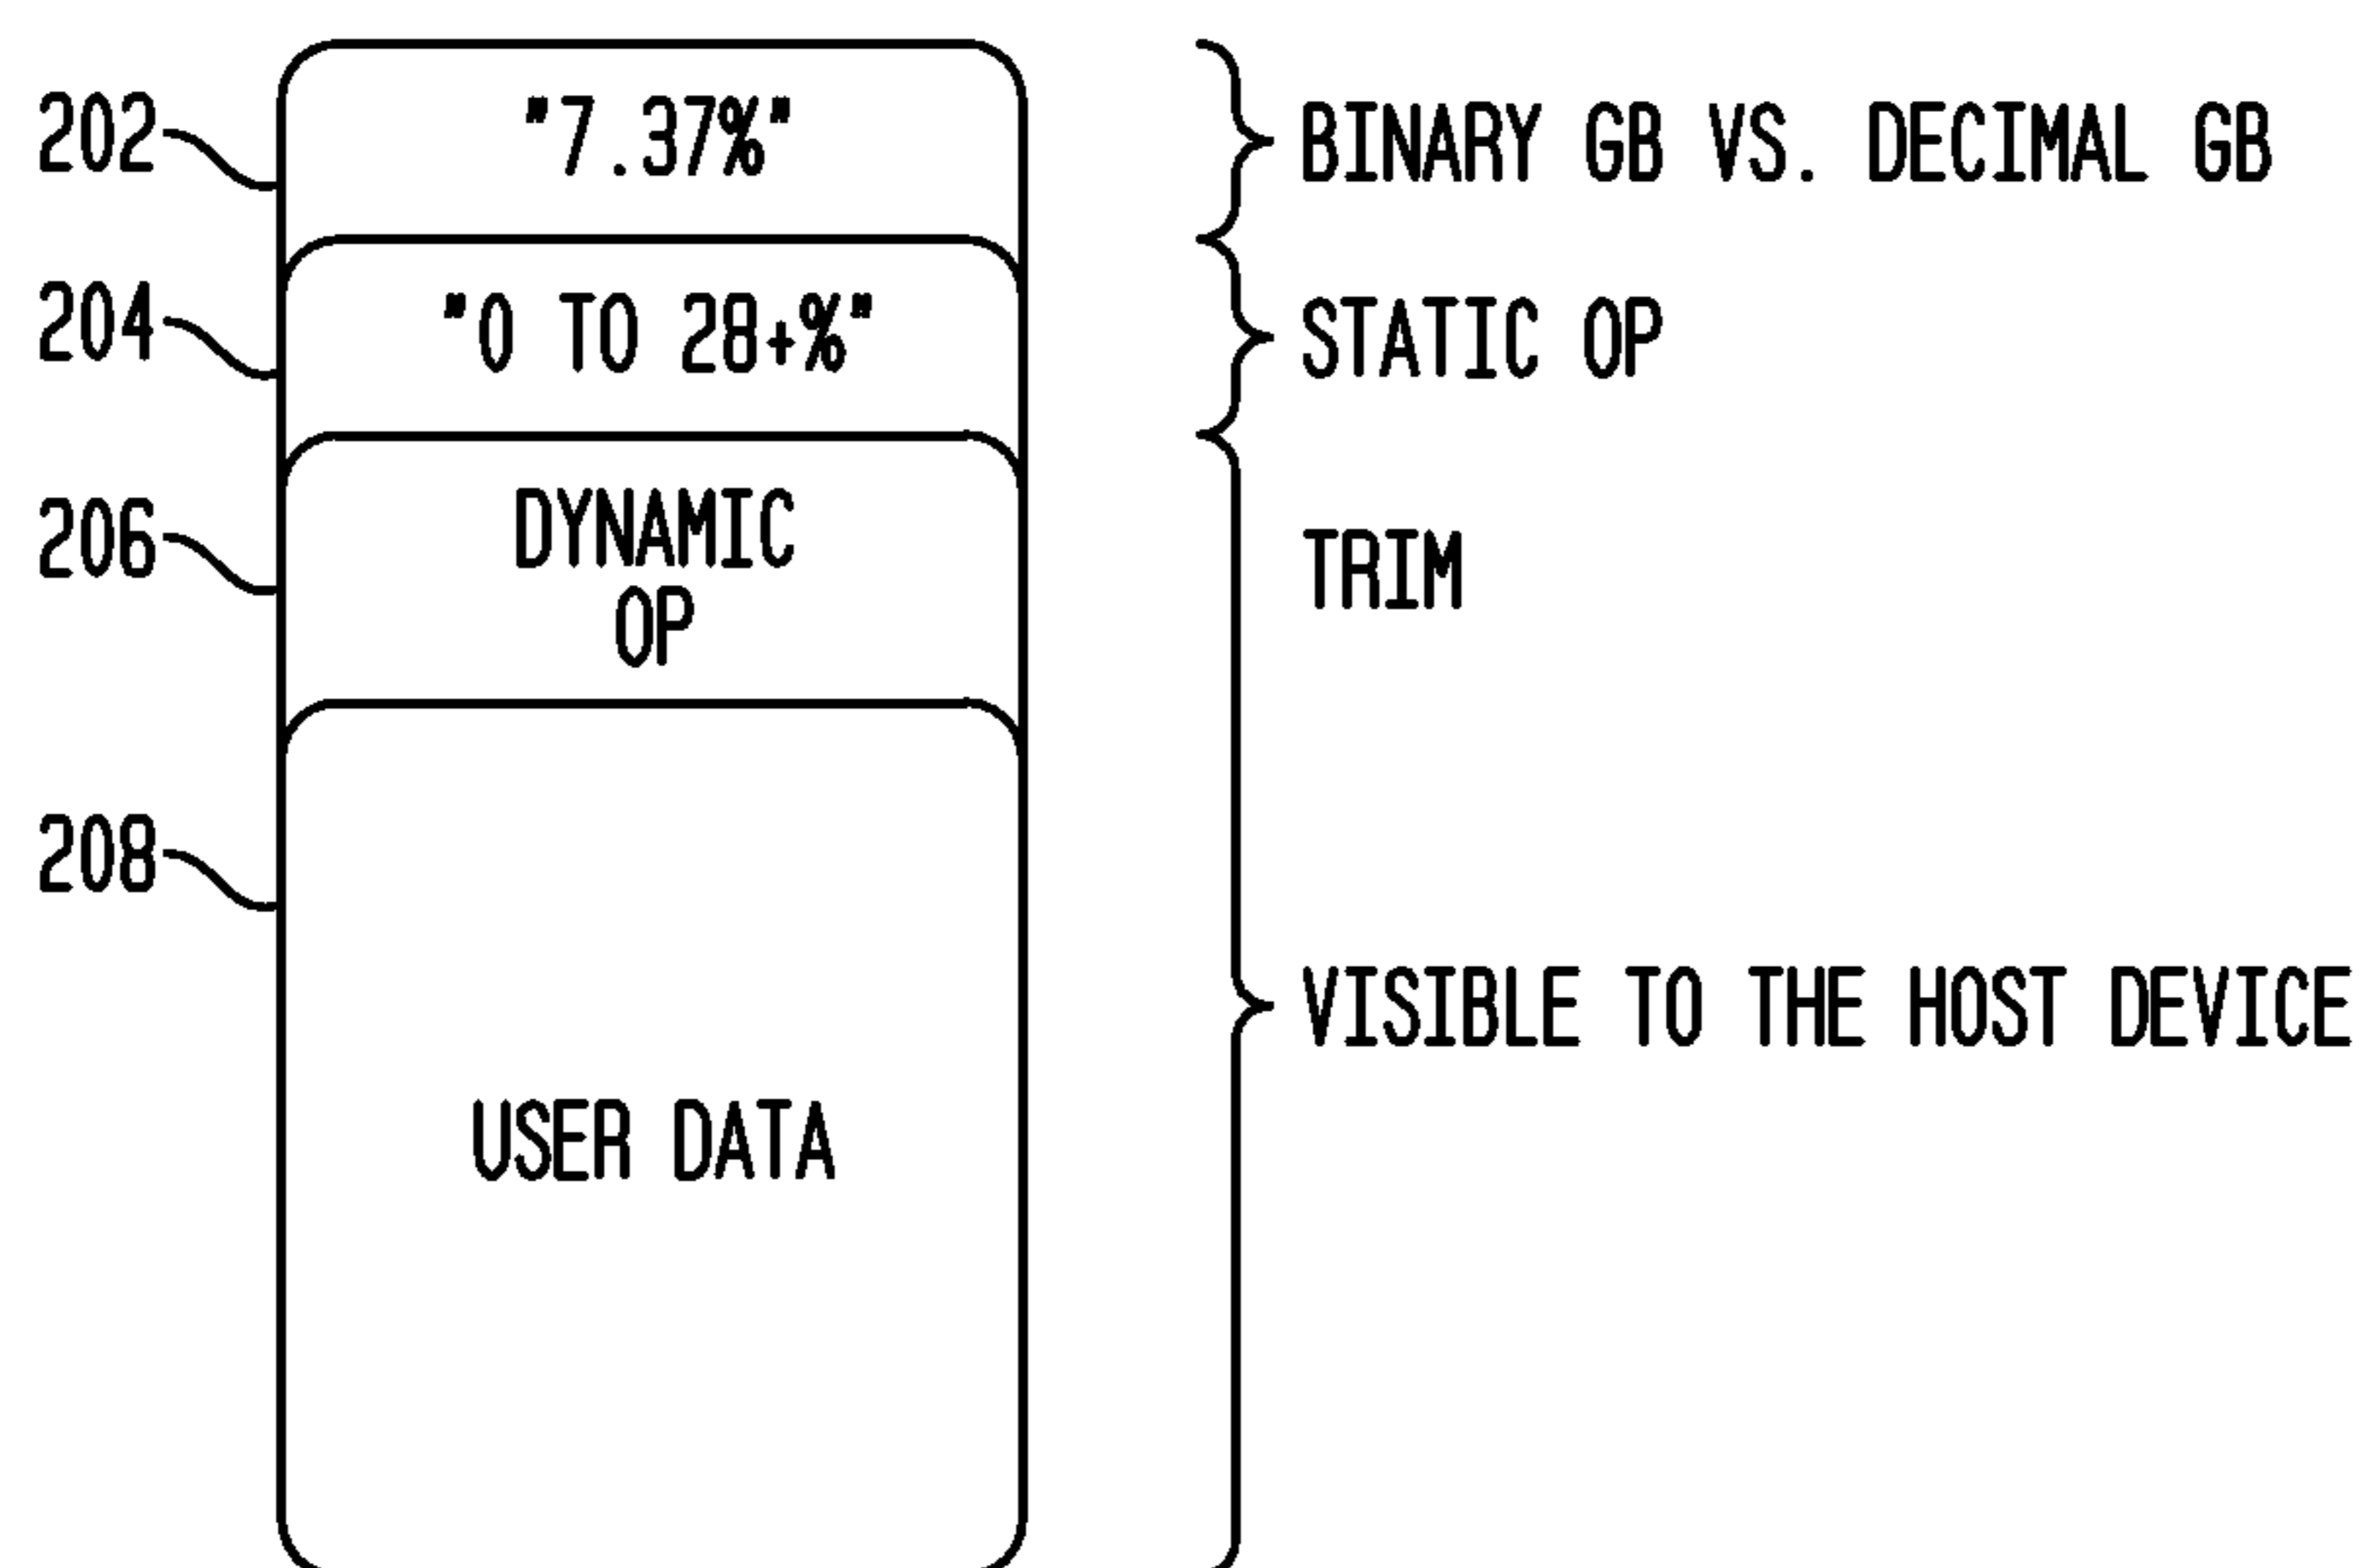 202
"7.37%"
BINARY GB VS. DECIMAL GB
204
"0 TO 28+%"
STATIC OP
206
DYNAMIC
OP
TRIM
208
VISIBLE TO THE HOST DEVICE
USER DATA